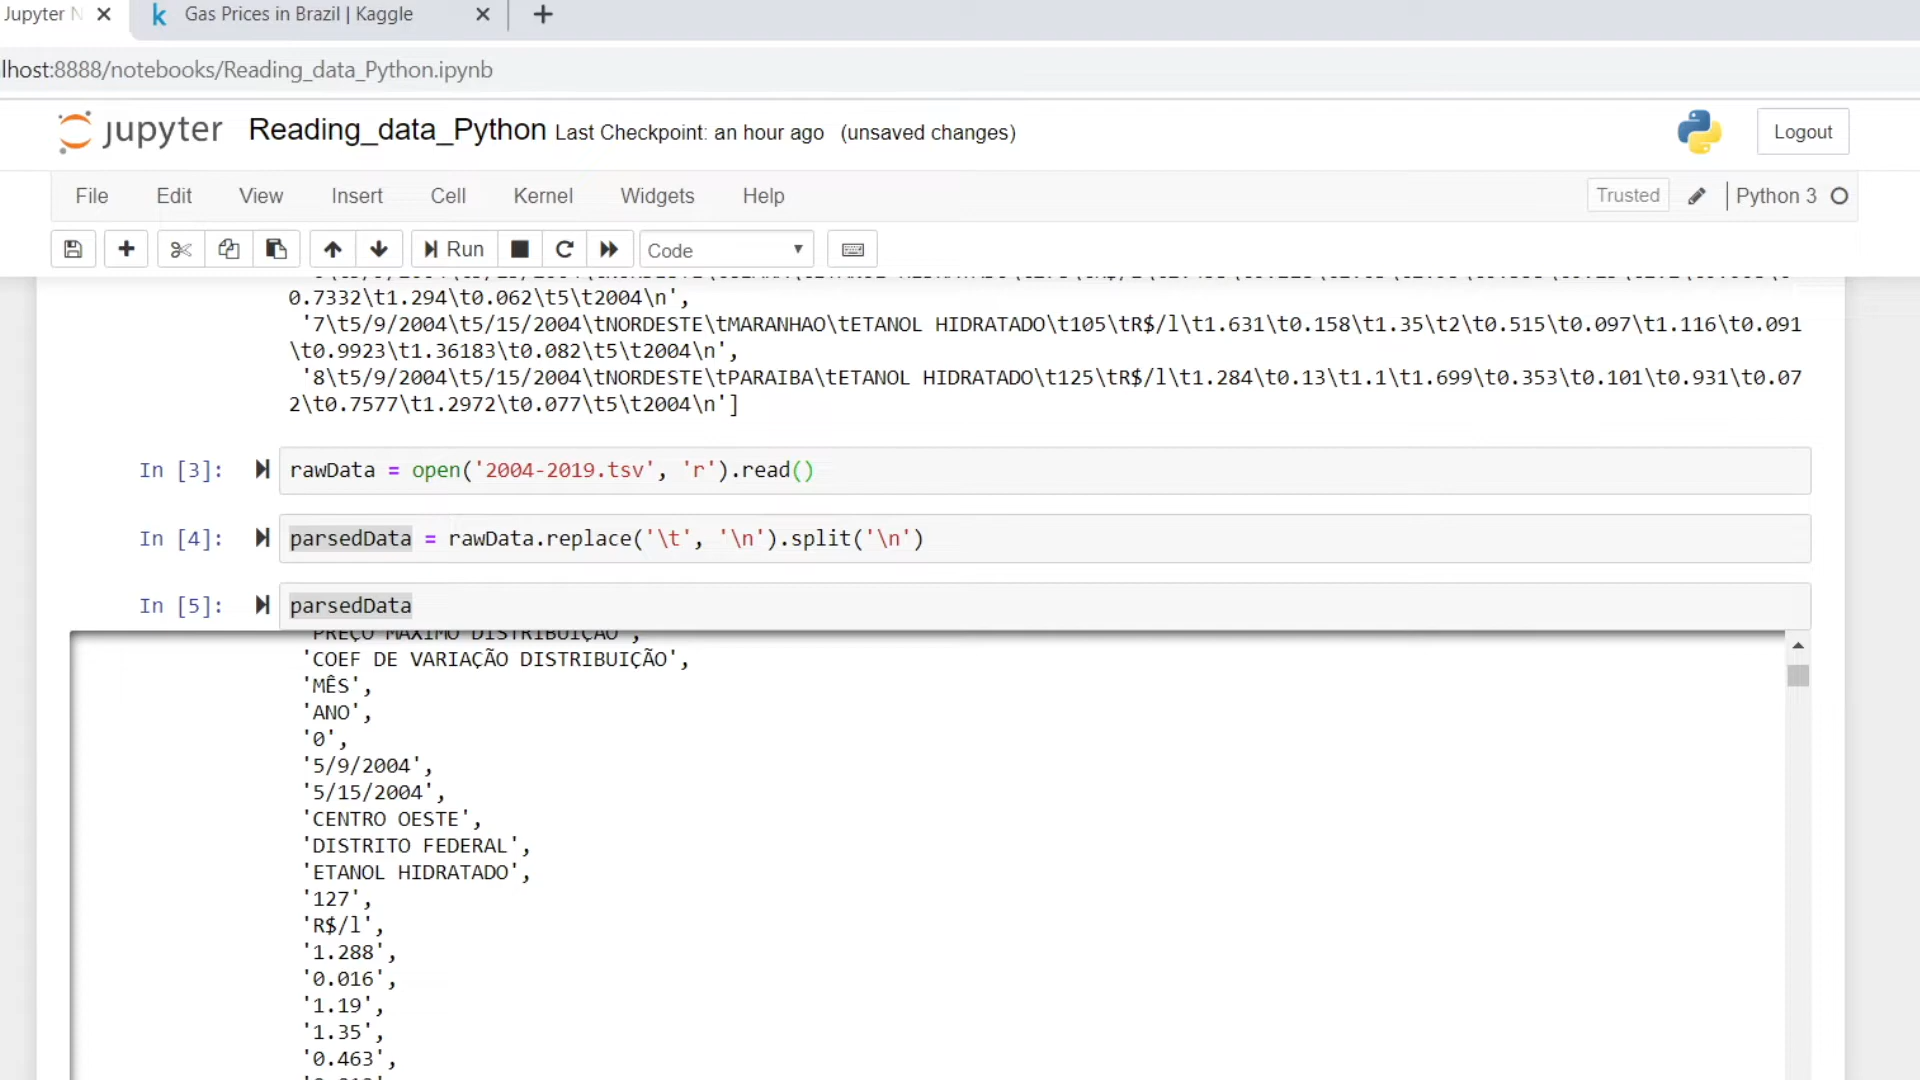 Jupyter N
Gas Prices in Brazil | Kaggle
lhost:8888/notebooks/Reading_data_Python.ipynb
jupyter Reading_data_Python Last Checkpoint: an hour ago (unsaved changes)
Logout
File Edit View Insert Cell Kernel Widgets Help
Trusted
Python 3
Run
Code
0.7332\t1.294\t0.062\t5\t2004\n',
'7\t5/9/2004\t5/15/2004\tNORDESTE\tMARANHAO\tETANOL HIDRATADO\t105\tR$/l\t1.631\t0.158\t1.35\t2\t0.515\t0.097\t1.116\t0.091
\t0.9923\t1.36183\t0.082\t5\t2004\n',
'8\t5/9/2004\t5/15/2004\tNORDESTE\tPARAIBA\tETANOL HIDRATADO\t125\tR$/l\t1.284\t0.13\t1.1\t1.699\t0.353\t0.101\t0.931\t0.07
2\t0.7577\t1.2972\t0.077\t5\t2004\n']
In [3]: rawData = open('2004-2019.tsv', 'r').read()
In [4]: parsedData = rawData.replace('\t', '\n').split('\n')
In [5]: parsedData
'PREÇO MÁXIMO DISTRIBUIÇÃO',
'COEF DE VARIAÇÃO DISTRIBUIÇÃO',
'MÊS',
'ANO',
'0',
'5/9/2004',
'5/15/2004',
'CENTRO OESTE',
'DISTRITO FEDERAL',
'ETANOL HIDRATADO',
'127',
'R$/l',
'1.288',
'0.016',
'1.19',
'1.35',
'0.463',